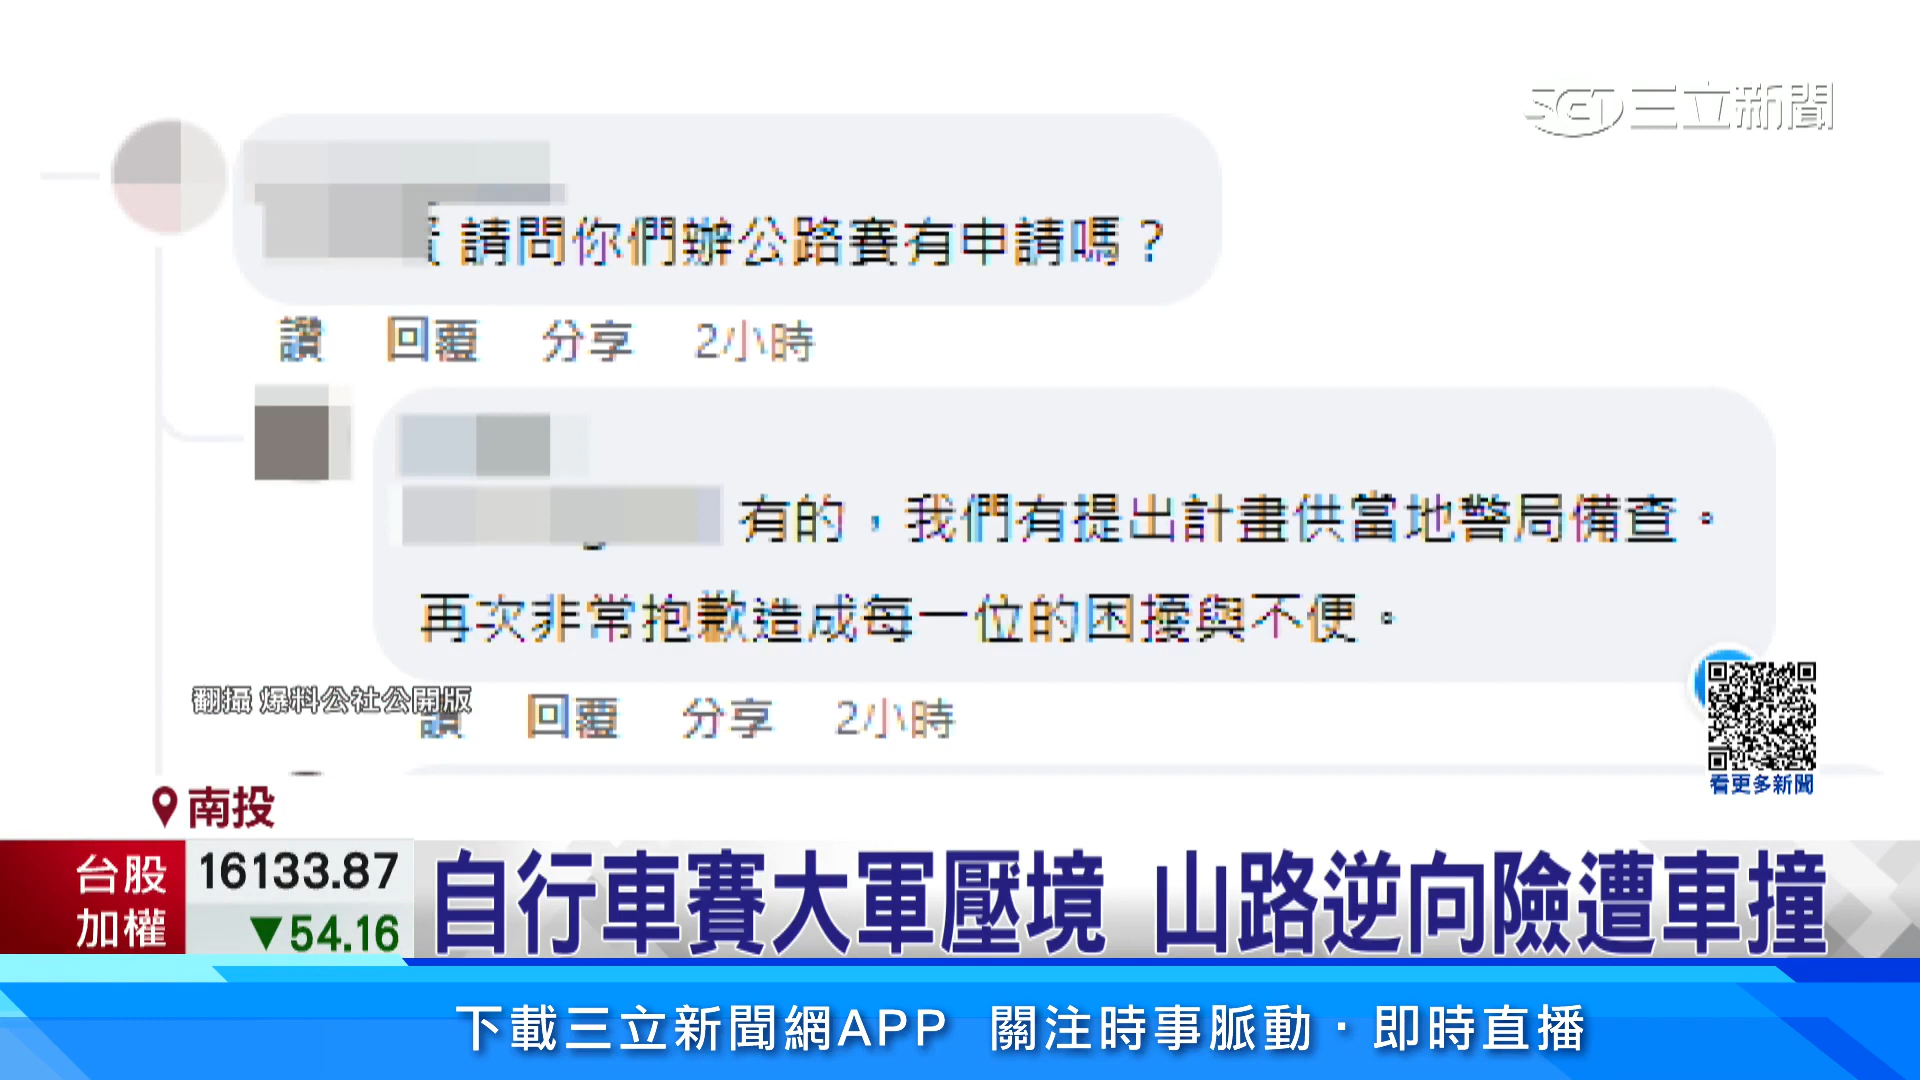 SET三立新聞
請問你們辦公路賽有申請嗎？
讚 回覆 分享 2小時
有的，我們有提出計畫供當地警局備查。
再次非常抱歉造成每一位的困擾與不便。
翻攝 爆料公社公開版
讚 回覆 分享 2小時
看更多新聞
南投
台股 16133.87
加權 ▼54.16
自行車賽大軍壓境 山路逆向險遭車撞
下載三立新聞網APP 關注時事脈動·即時直播